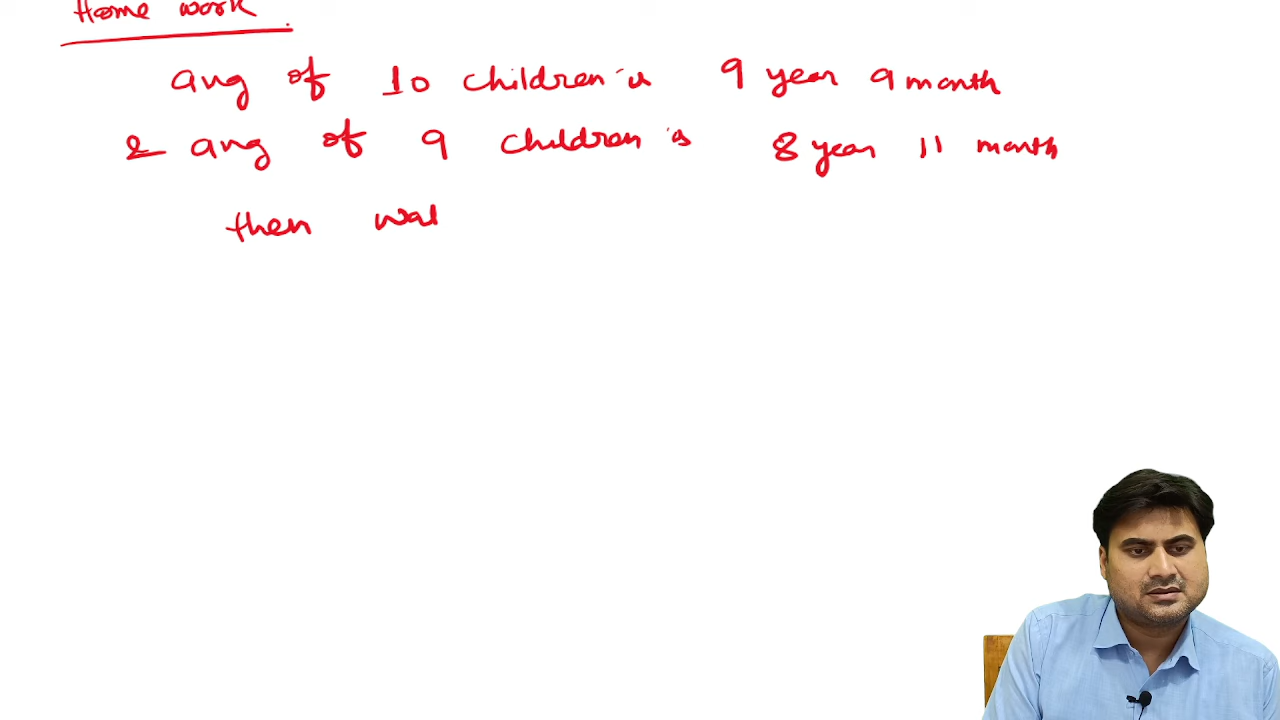 Home work
avg of 10 children is 9 year 9 month
& avg of 9 children is 8 year 11 month
then wal